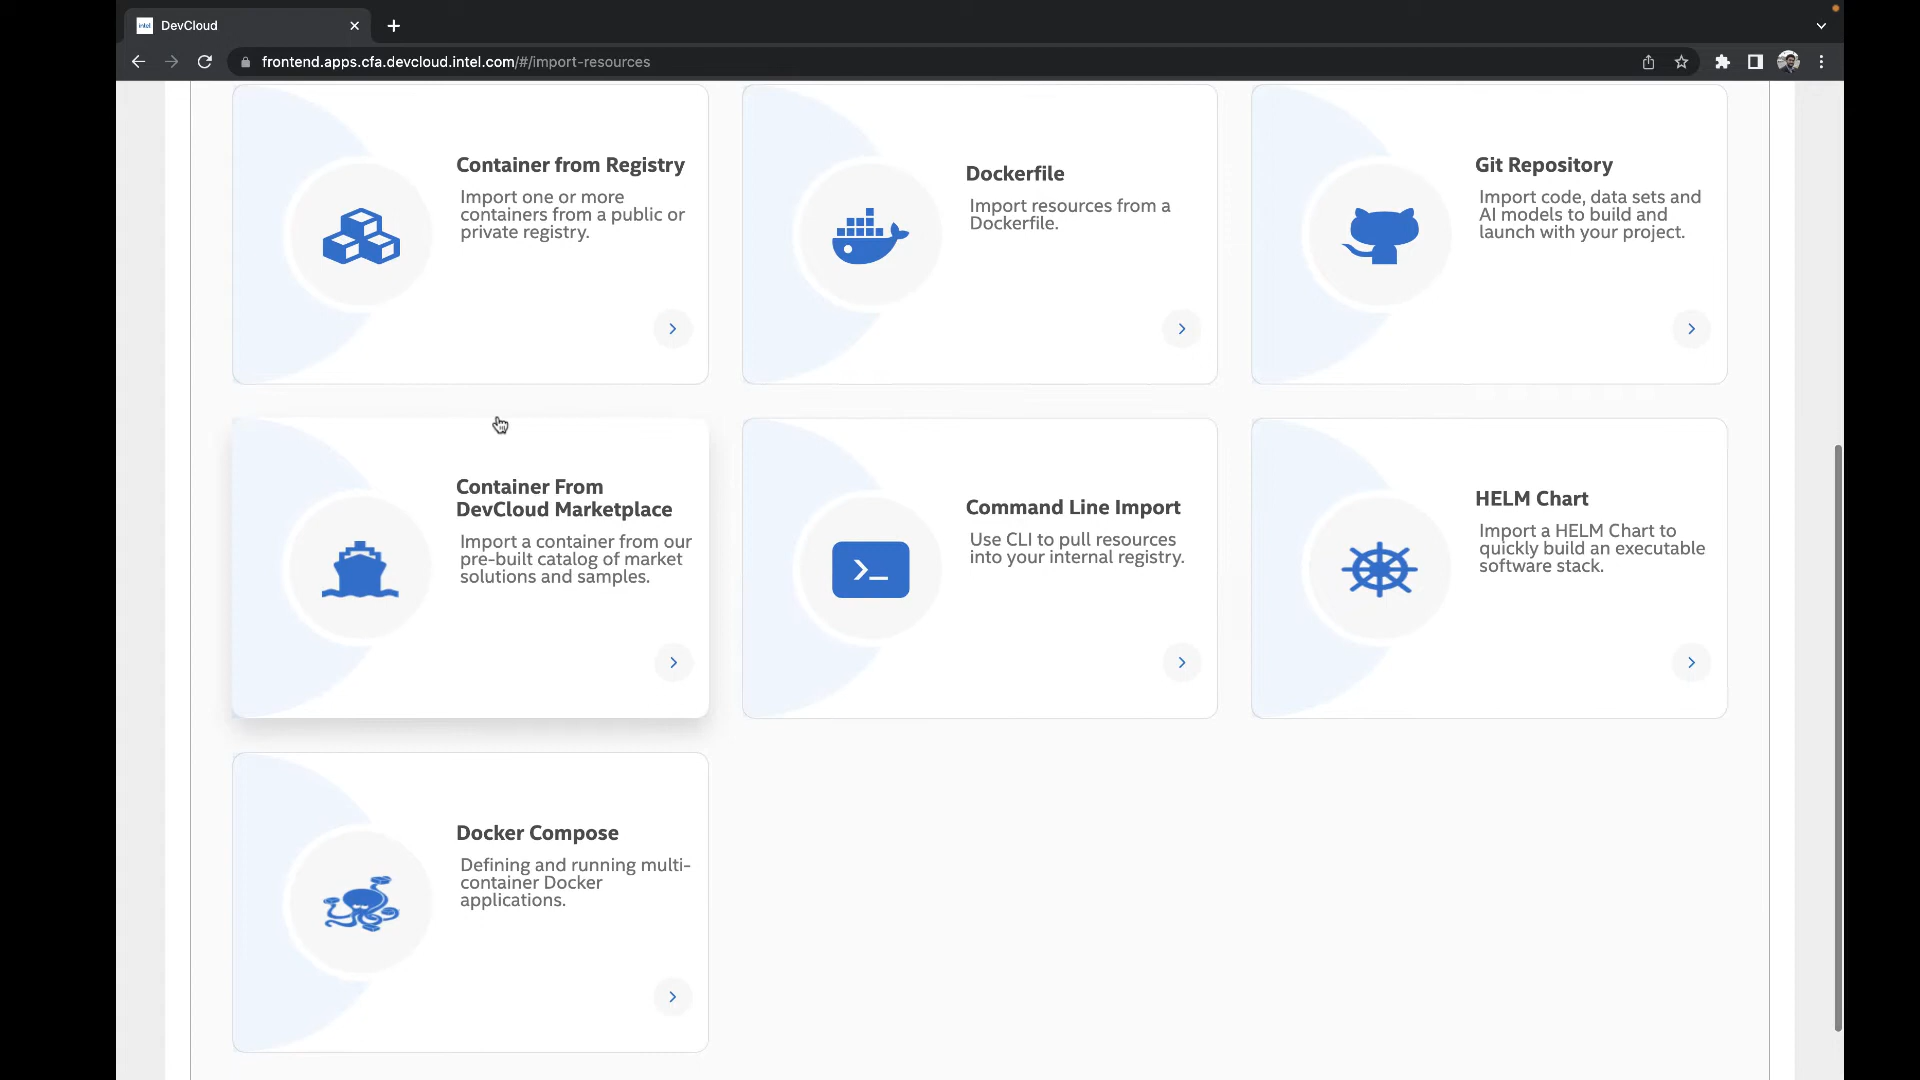 DevCloud
frontend.apps.cfa.devcloud.intel.com/#/import-resources
Container from Registry
Import one or more
containers from a public or
private registry.
Dockerfile
Import resources from a
Dockerfile.
Git Repository
Import code, data sets and
AI models to build and
launch with your project.
Container From
DevCloud Marketplace
Import a container from our
pre-built catalog of market
solutions and samples.
Command Line Import
Use CLI to pull resources
into your internal registry.
HELM Chart
Import a HELM Chart to
quickly build an executable
software stack.
Docker Compose
Defining and running multi-
container Docker
applications.